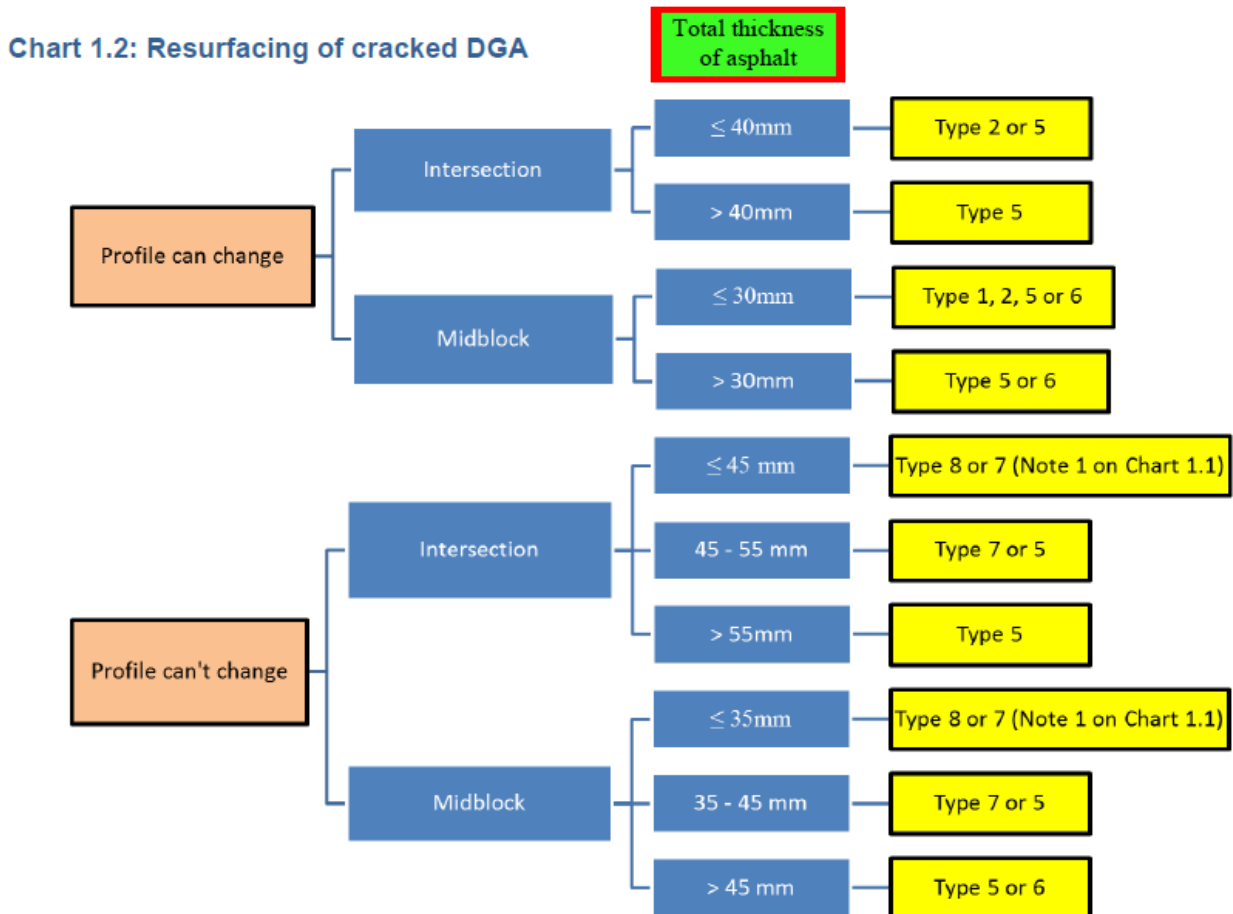 Chart 1.2: Resurfacing of cracked DGA
Total thickness
of asphalt
Profile can change
Intersection
≤ 40mm
Type 2 or 5
> 40mm
Type 5
Midblock
≤ 30mm
Type 1, 2, 5 or 6
> 30mm
Type 5 or 6
Profile can't change
Intersection
≤ 45 mm
Type 8 or 7 (Note 1 on Chart 1.1)
45 - 55 mm
Type 7 or 5
> 55mm
Type 5
Midblock
≤ 35mm
Type 8 or 7 (Note 1 on Chart 1.1)
35 - 45 mm
Type 7 or 5
> 45 mm
Type 5 or 6